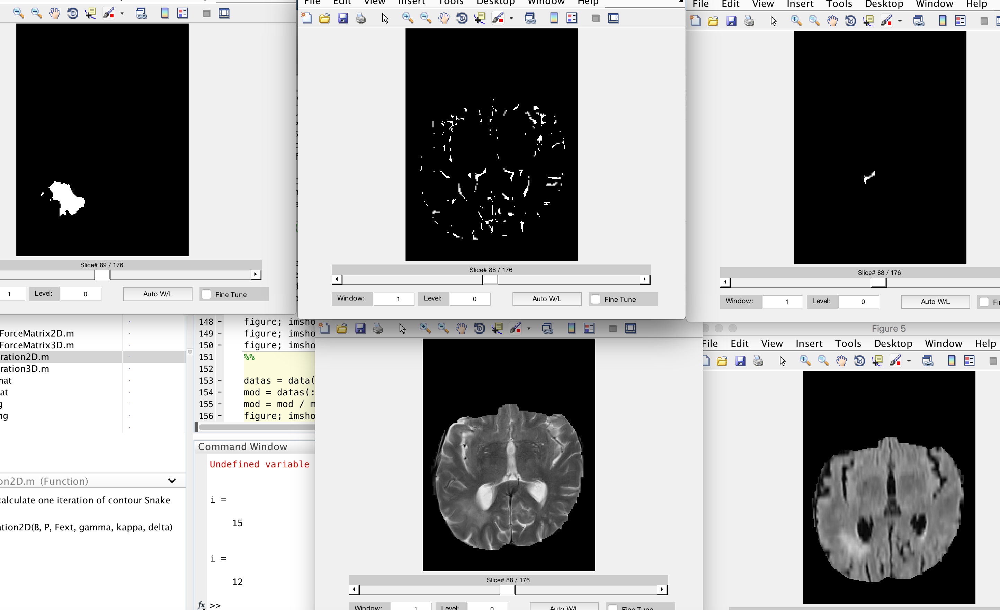 File Edit View Insert Tools Desktop Window Help
File Edit View Insert Tools Desktop Window Help
Slice# 89 / 176
1 Level: 0 Auto W/L Fine Tune
Slice# 88 / 176
Window: 1 Level: 0 Auto W/L Fine Tune
Slice# 88 / 176
Window: 1 Level: 0 Auto W/L Fi
ForceMatrix2D.m
ForceMatrix3D.m
ration2D.m
ration3D.m
nat
at
g
ng
on2D.m (Function)
calculate one iteration of contour Snake
ation2D(B, P, Fext, gamma, kappa, delta)
148 - figure; imsho
149 - figure; imsho
150 - figure; imsho
151 %%
152
153 - datas = data(
154 - mod = datas(:
155 - mod = mod / m
156 - figure; imsho
Command Window
Undefined variable
i =
15
i =
12
fx >>
Slice# 88 / 176
Window: 1 Level: 0 Auto W/L Fine Tune
Figure 5
File Edit View Insert Tools Desktop Window Help